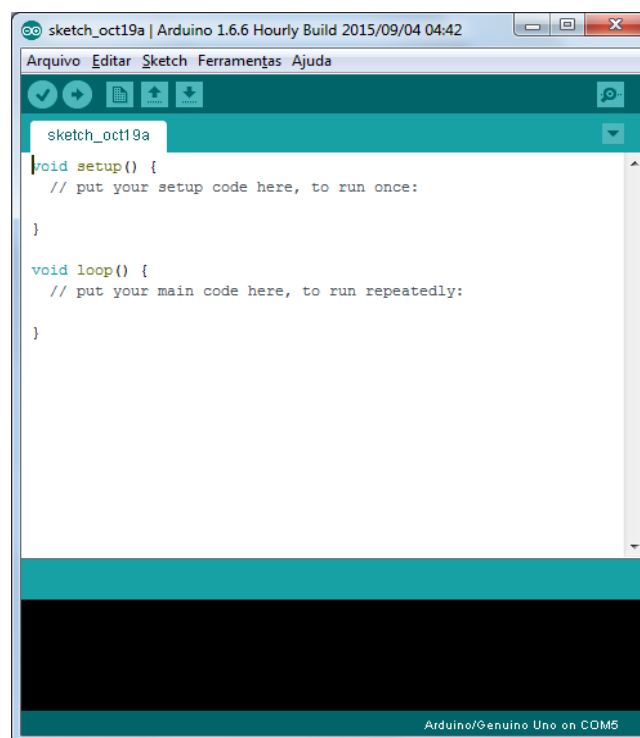 sketch_oct19a | Arduino 1.6.6 Hourly Build 2015/09/04 04:42
Arquivo Editar Sketch Ferramentas Ajuda
sketch_oct19a
void setup() {
  // put your setup code here, to run once:
}
void loop() {
  // put your main code here, to run repeatedly:
}
Arduino/Genuino Uno on COM5